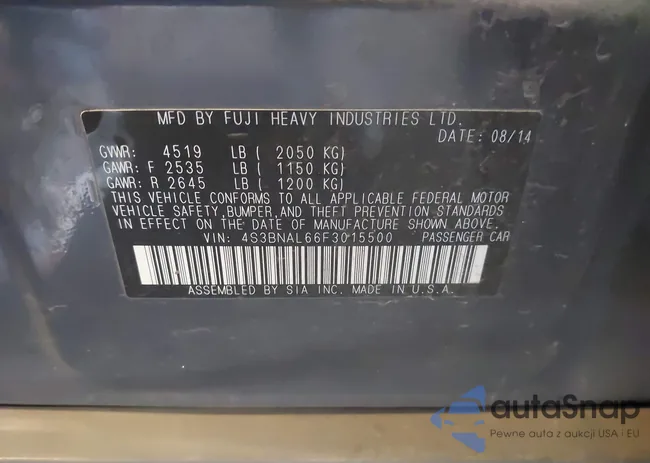 MFD BY FUJI HEAVY INDUSTRIES LTD.
DATE: 08/14
GVWR: 4519 LB ( 2050 KG)
GAWR: F 2535 LB ( 1150 KG)
GAWR: R 2645 LB ( 1200 KG)
THIS VEHICLE CONFORMS TO ALL APPLICABLE FEDERAL MOTOR
VEHICLE SAFETY,BUMPER,AND THEFT PREVENTION STANDARDS
IN EFFECT ON THE DATE OF MANUFACTURE SHOWN ABOVE.
VIN: 4S3BNAL66F3015500 PASSENGER CAR
ASSEMBLED BY SIA INC. MADE IN U.S.A.
autaSnap
Pewne auta z aukcji USA i EU